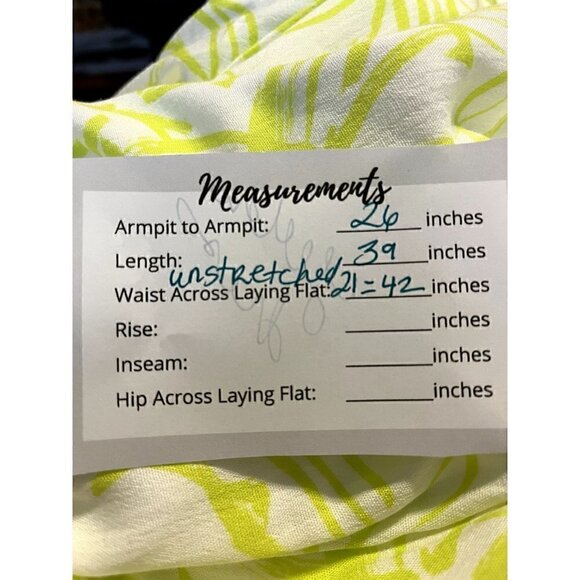 Measurements
Armpit to Armpit: 26 inches
Length: 39 inches
unstretched
Waist Across Laying Flat: 21=42 inches
Rise: inches
Inseam: inches
Hip Across Laying Flat: inches